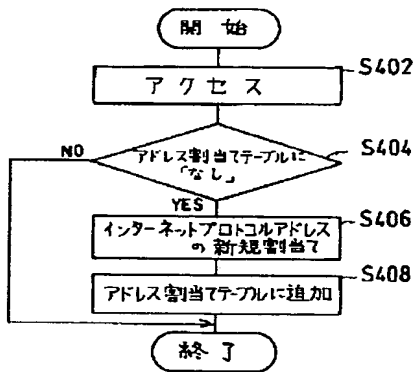 開始
アクセス
S402
アドレス割当てテーブルに
「なし」
S404
NO
YES
インターネットプロトコルアドレス
の新規割当て
S406
アドレス割当てテーブルに追加
S408
終了